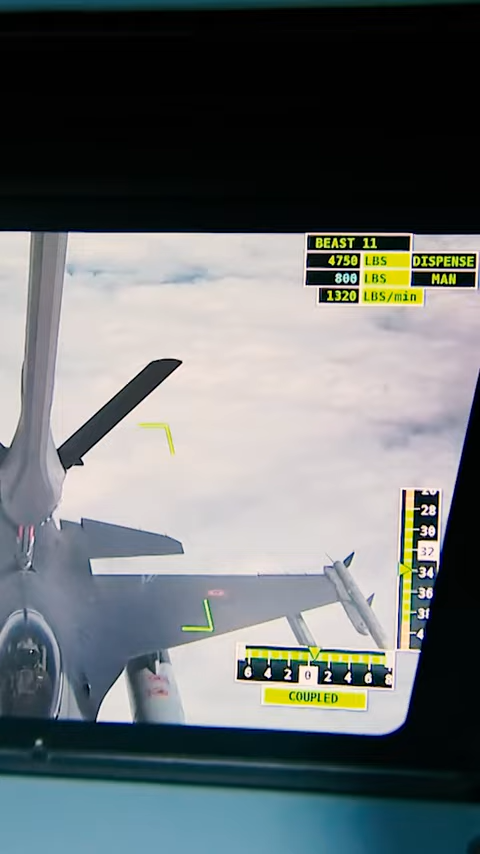 BEAST 11
4750 LBS DISPENSE
800 LBS MAN
1320 LBS/min
28
30
32
34
36
6 4 2 0 2 4 6 8
COUPLED